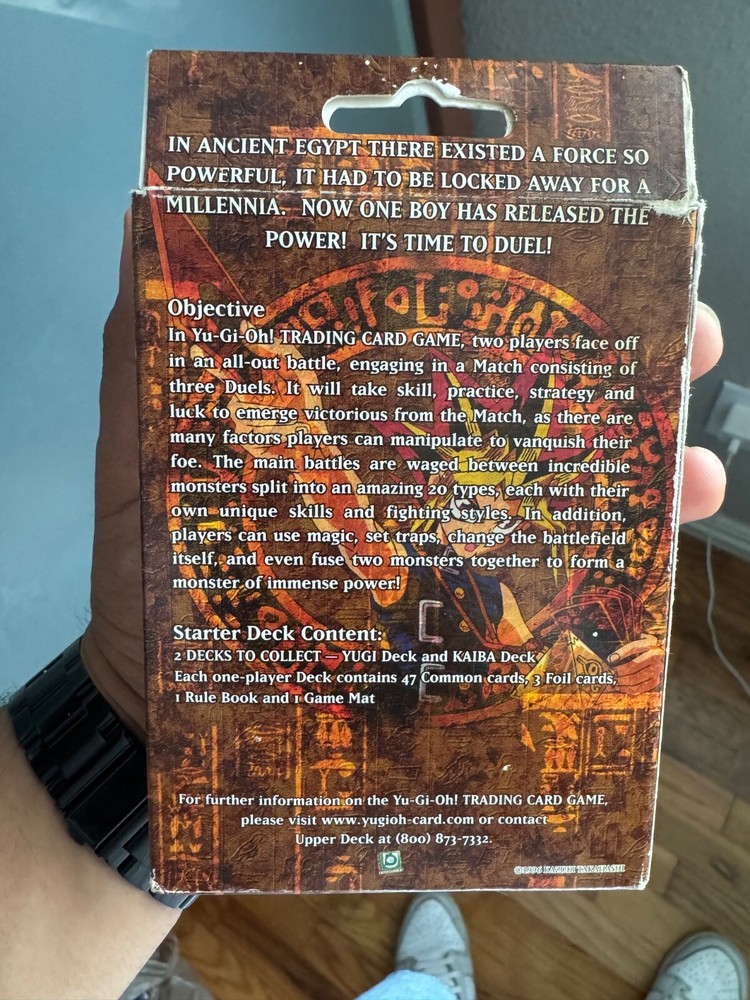 IN ANCIENT EGYPT THERE EXISTED A FORCE SO
POWERFUL, IT HAD TO BE LOCKED AWAY FOR A
MILLENNIA. NOW ONE BOY HAS RELEASED THE
POWER! IT'S TIME TO DUEL!
Objective
In Yu-Gi-Oh! TRADING CARD GAME, two players face off
in an all-out battle, engaging in a Match consisting of
three Duels. It will take skill, practice, strategy and
luck to emerge victorious from the Match, as there are
many factors players can manipulate to vanquish their
foe. The main battles are waged between incredible
monsters split into an amazing 20 types, each with their
own unique skills and fighting styles. In addition,
players can use magic, set traps, change the battlefield
itself, and even fuse two monsters together to form a
monster of immense power!
Starter Deck Content:
2 DECKS TO COLLECT — YUGI Deck and KAIBA Deck
Each one-player Deck contains 47 Common cards, 3 Foil cards,
1 Rule Book and 1 Game Mat
For further information on the Yu-Gi-Oh! TRADING CARD GAME,
please visit www.yugioh-card.com or contact
Upper Deck at (800) 873-7332.
©1996 KAZUKI TAKAHASHI